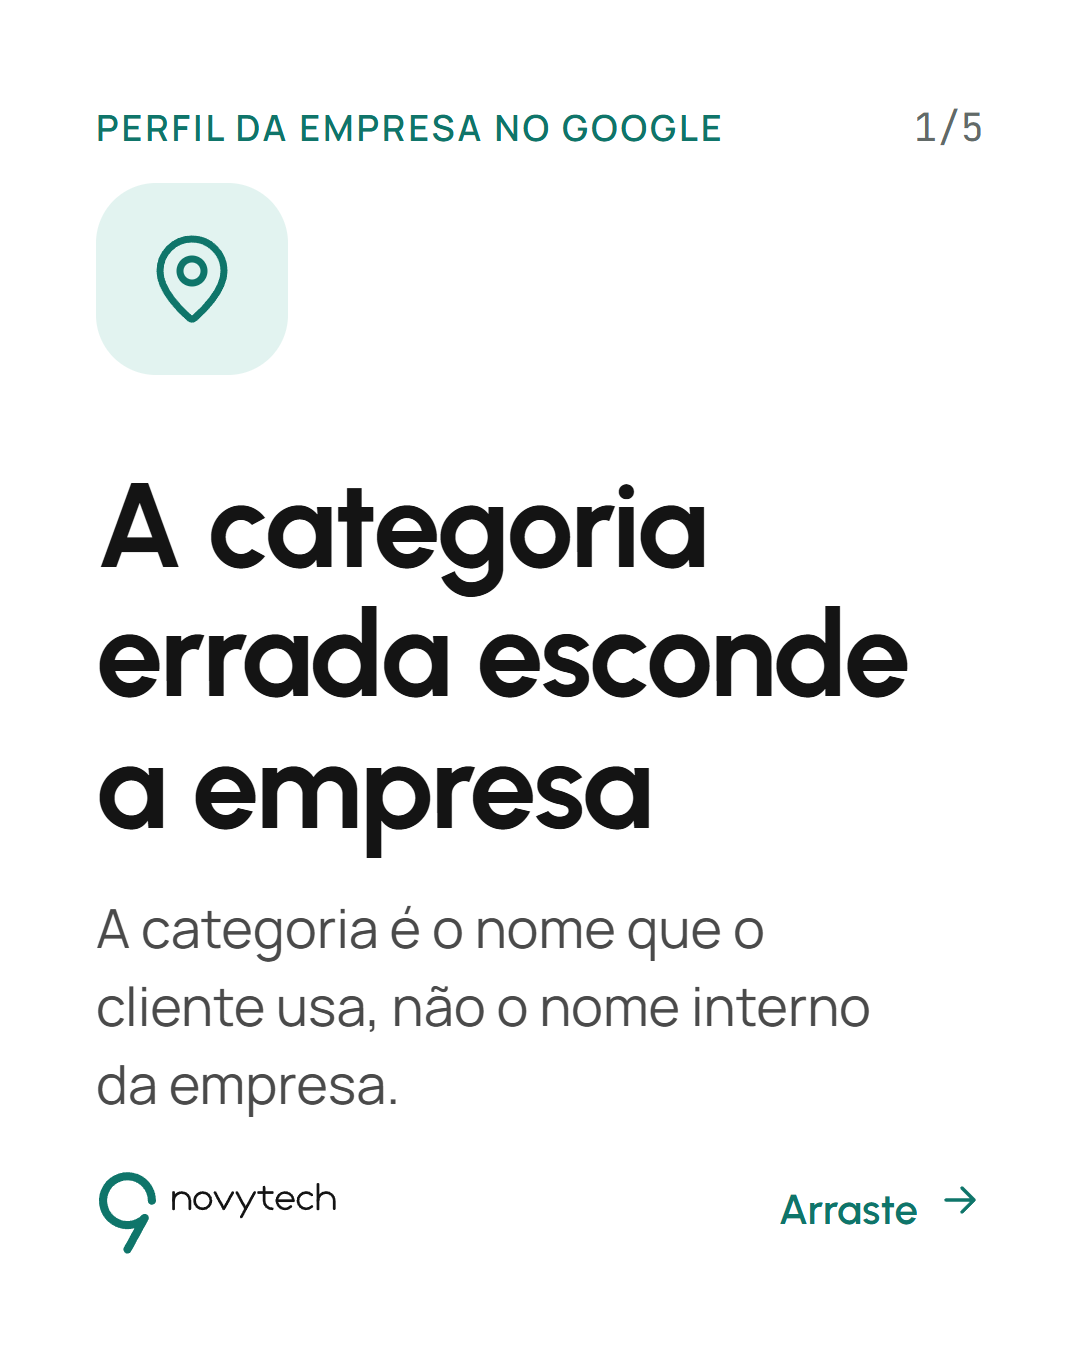 PERFIL DA EMPRESA NO GOOGLE
1/5
A categoria
errada esconde
a empresa
A categoria é o nome que o
cliente usa, não o nome interno
da empresa.
novytech
Arraste →